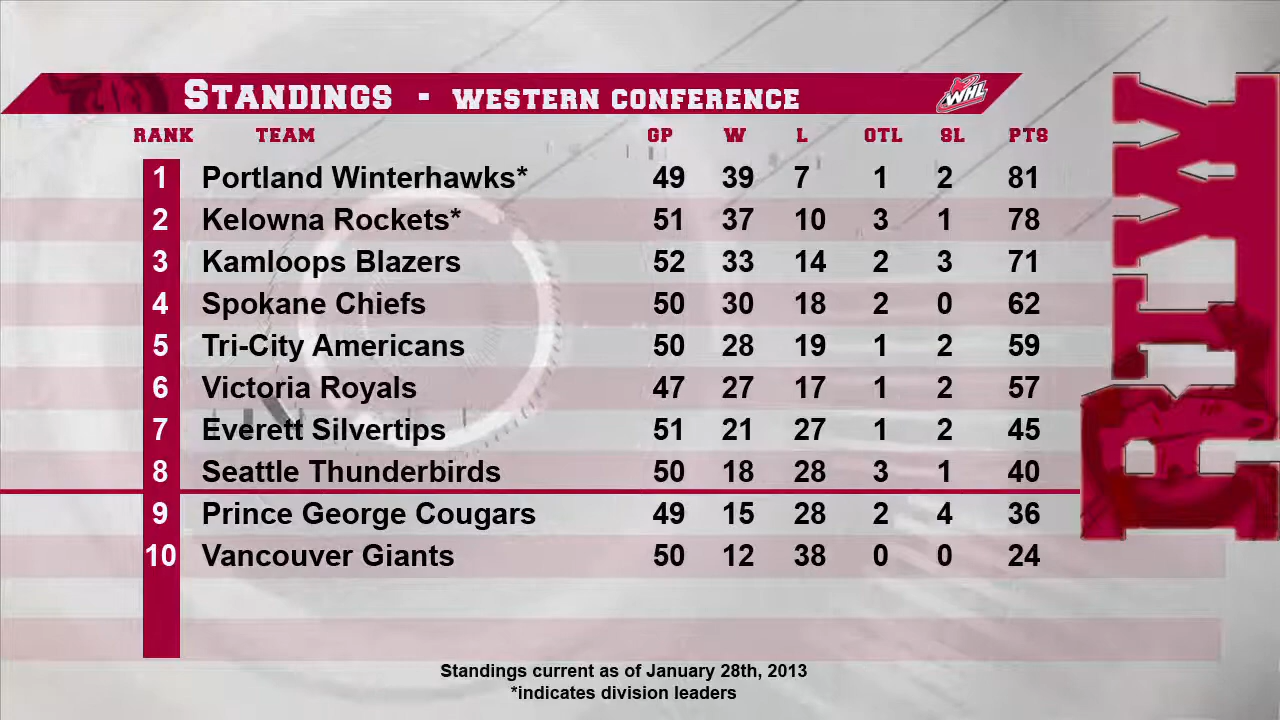 STANDINGS - WESTERN CONFERENCE WHL
RANK TEAM GP W L OTL SL PTS
1 Portland Winterhawks* 49 39 7 1 2 81
2 Kelowna Rockets* 51 37 10 3 1 78
3 Kamloops Blazers 52 33 14 2 3 71
4 Spokane Chiefs 50 30 18 2 0 62
5 Tri-City Americans 50 28 19 1 2 59
6 Victoria Royals 47 27 17 1 2 57
7 Everett Silvertips 51 21 27 1 2 45
8 Seattle Thunderbirds 50 18 28 3 1 40
9 Prince George Cougars 49 15 28 2 4 36
10 Vancouver Giants 50 12 38 0 0 24
Standings current as of January 28th, 2013
*indicates division leaders
RTW